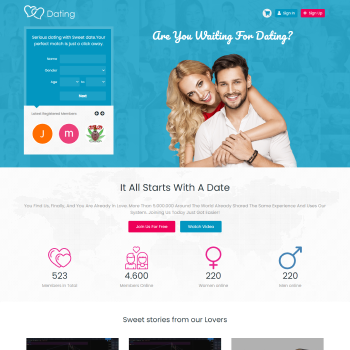 Dating
Sign In
Sign Up
Serious dating with Sweet date.Your
perfect match is just a click away.
Name
Gender
Age
to
Next
Latest Registered Members
J
m
Are You Waiting For Dating?
It All Starts With A Date
You Find Us, Finally, And You Are Already In Love. More Than 5.000.000 Around The World Already Shared The Same Experience And Uses Our
System. Joining Us Today Just Got Easier!
Join Us For Free
Watch Video
523
Members in Total
4.600
Members Online
220
Women Online
220
Men online
Sweet stories from our Lovers